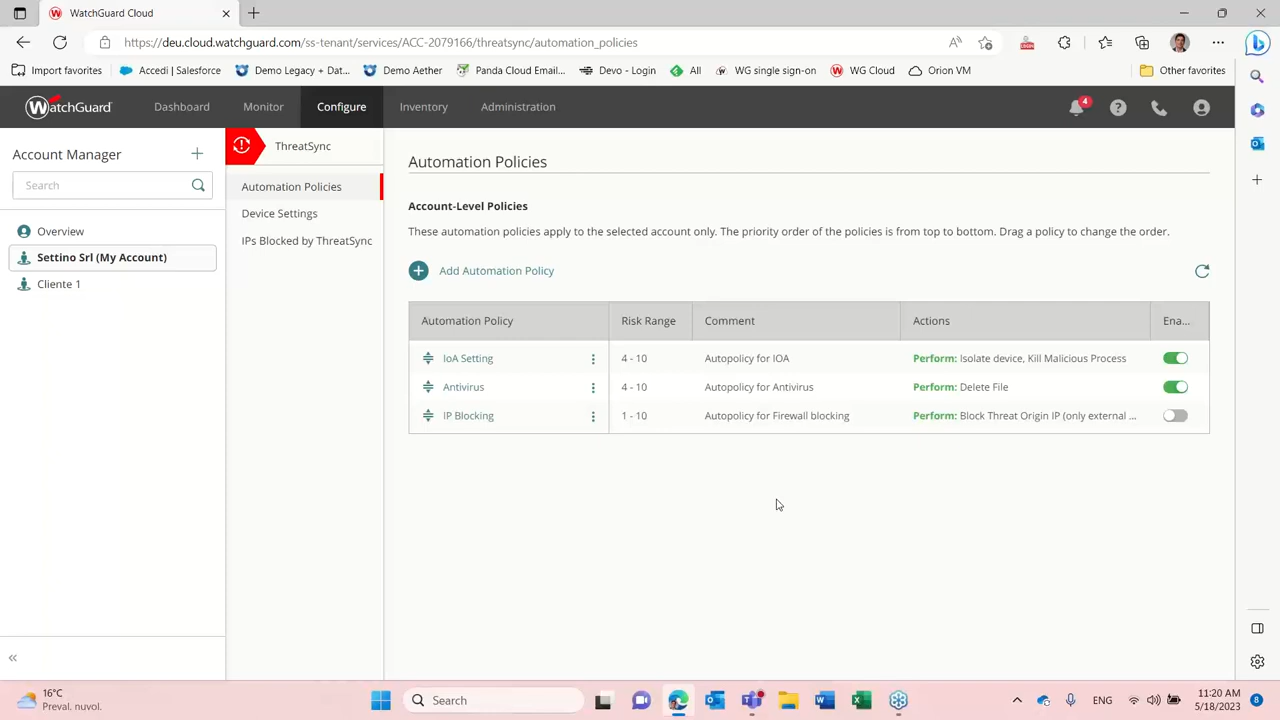 WatchGuard Cloud
https://deu.cloud.watchguard.com/ss-tenant/services/ACC-2079166/threatsync/automation_policies
Import favorites
Accedi | Salesforce
Demo Legacy + Dat...
Demo Aether
Panda Cloud Email...
Devo - Login
All
WG single sign-on
WG Cloud
Orion VM
Other favorites
WatchGuard
Dashboard
Monitor
Configure
Inventory
Administration
4
Account Manager
Search
Overview
Settino Srl (My Account)
Cliente 1
ThreatSync
Automation Policies
Device Settings
IPs Blocked by ThreatSync
Automation Policies
Account-Level Policies
These automation policies apply to the selected account only. The priority order of the policies is from top to bottom. Drag a policy to change the order.
Add Automation Policy
Automation Policy Risk Range Comment Actions Ena...
IoA Setting 4 - 10 Autopolicy for IOA Perform: Isolate device, Kill Malicious Process
Antivirus 4 - 10 Autopolicy for Antivirus Perform: Delete File
IP Blocking 1 - 10 Autopolicy for Firewall blocking Perform: Block Threat Origin IP (only external ...
16°C
Preval. nuvol.
Search
ENG
11:20 AM
5/18/2023
8